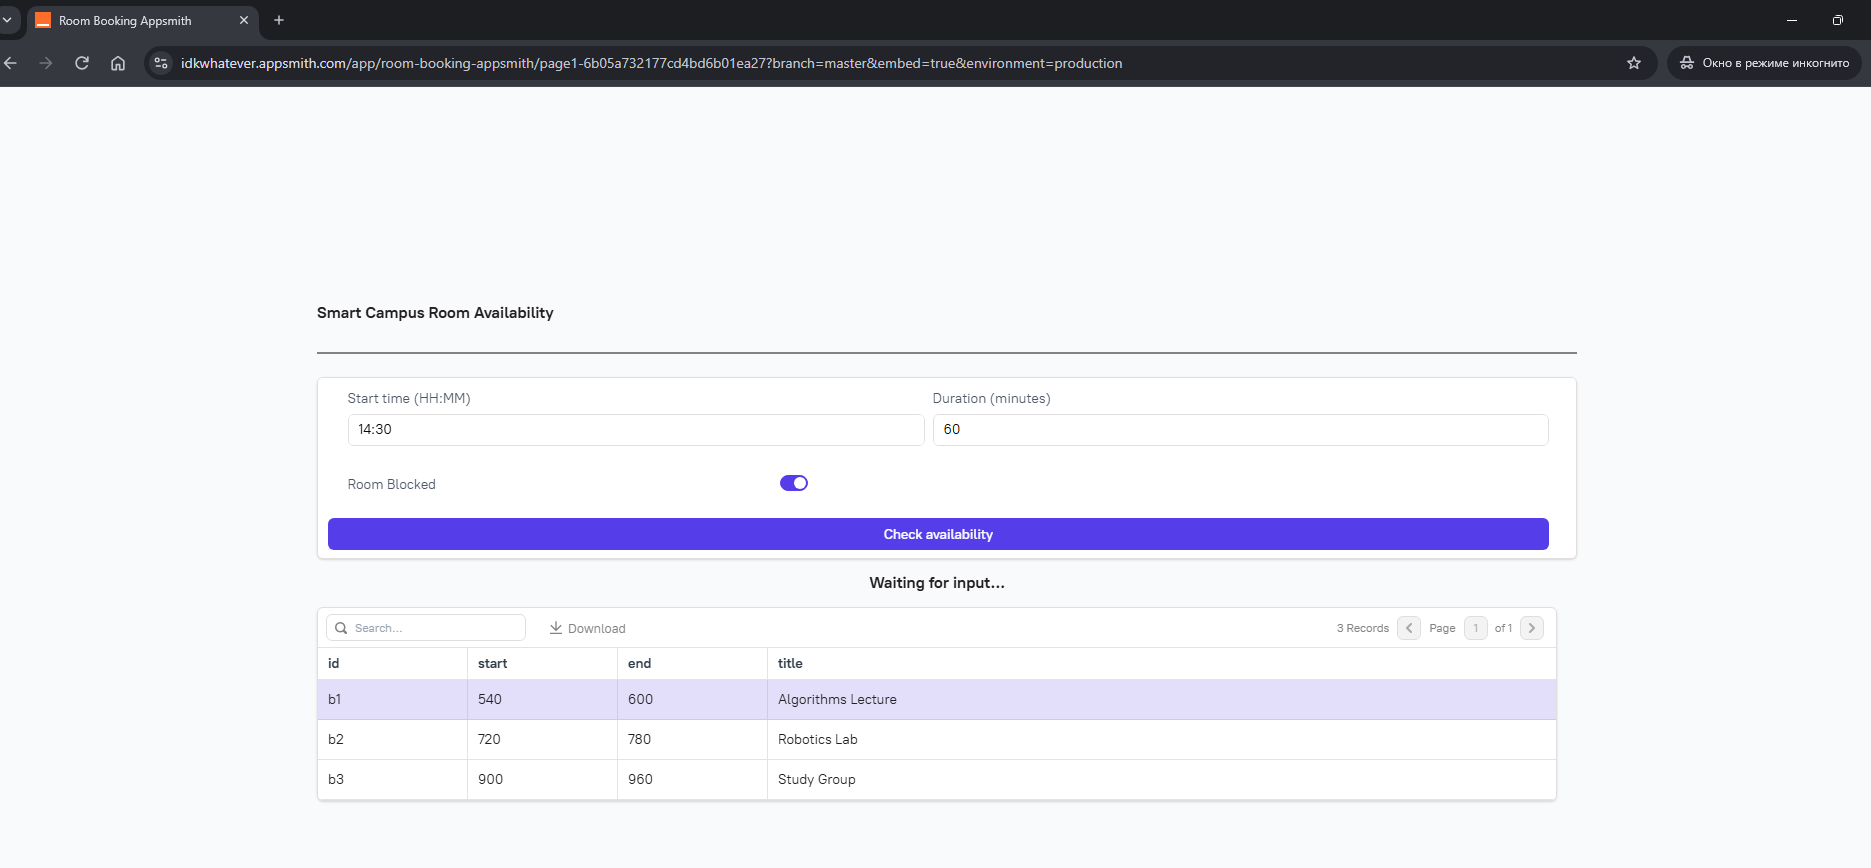 Room Booking Appsmith
idkwhatever.appsmith.com/app/room-booking-appsmith/page1-6b05a732177cd4bd6b01ea27?branch=master&embed=true&environment=production
Окно в режиме инкогнито
Smart Campus Room Availability
Start time (HH:MM) Duration (minutes)
14:30 60
Room Blocked
Check availability
Waiting for input...
Search... Download 3 Records Page 1 of 1
id start end title
b1 540 600 Algorithms Lecture
b2 720 780 Robotics Lab
b3 900 960 Study Group